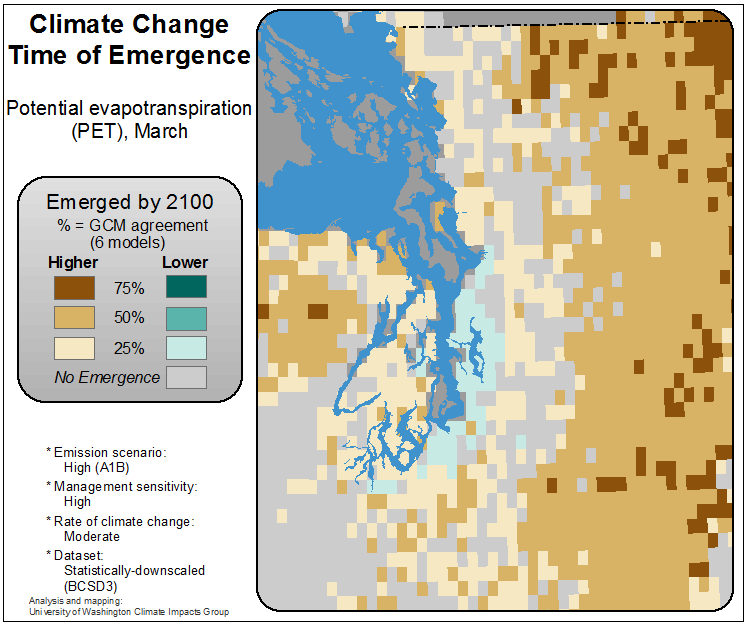 Climate Change
Time of Emergence
Potential evapotranspiration
(PET), March
Emerged by 2100
% = GCM agreement
(6 models)
Higher Lower
75%
50%
25%
No Emergence
* Emission scenario:
High (A1B)
* Management sensitivity:
High
* Rate of climate change:
Moderate
* Dataset:
Statistically-downscaled
(BCSD3)
Analysis and mapping:
University of Washington Climate Impacts Group